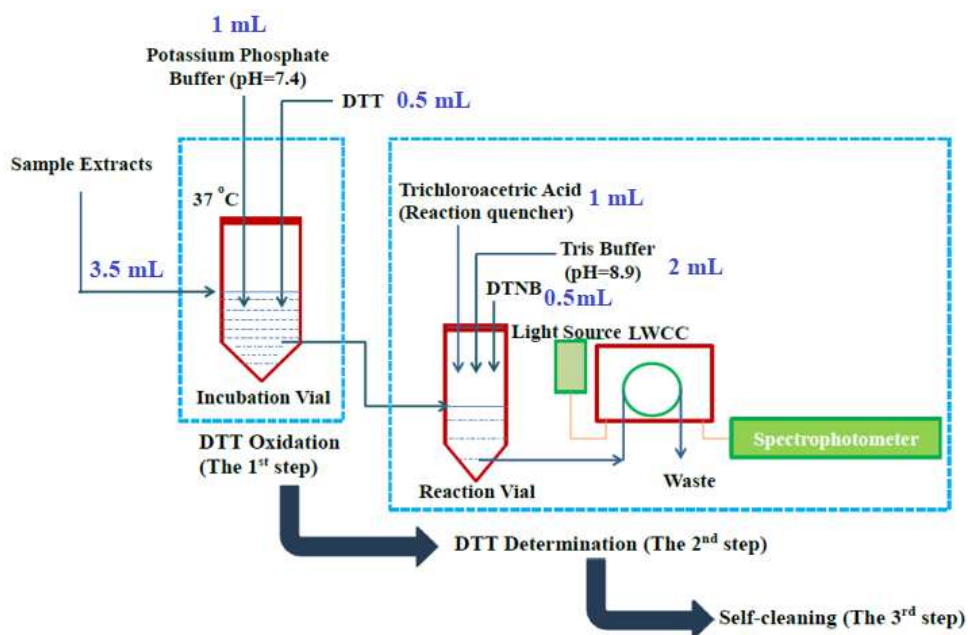 1 mL
Potassium Phosphate
Buffer (pH=7.4)
DTT 0.5 mL
Sample Extracts
37 °C
3.5 mL
Incubation Vial
DTT Oxidation
(The 1st step)
Trichloroacetric Acid
(Reaction quencher)
1 mL
Tris Buffer
(pH=8.9)
2 mL
DTNB
0.5mL
Light Source
LWCC
Spectrophotometer
Waste
Reaction Vial
DTT Determination (The 2nd step)
Self-cleaning (The 3rd step)